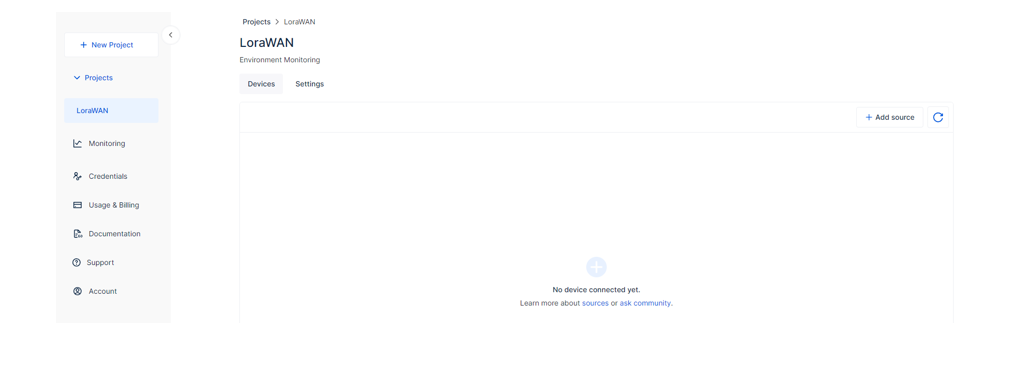 + New Project
Projects
LoraWAN
Monitoring
Credentials
Usage & Billing
Documentation
Support
Account
Projects > LoraWAN
LoraWAN
Environment Monitoring
Devices Settings
+ Add source
No device connected yet.
Learn more about sources or ask community.